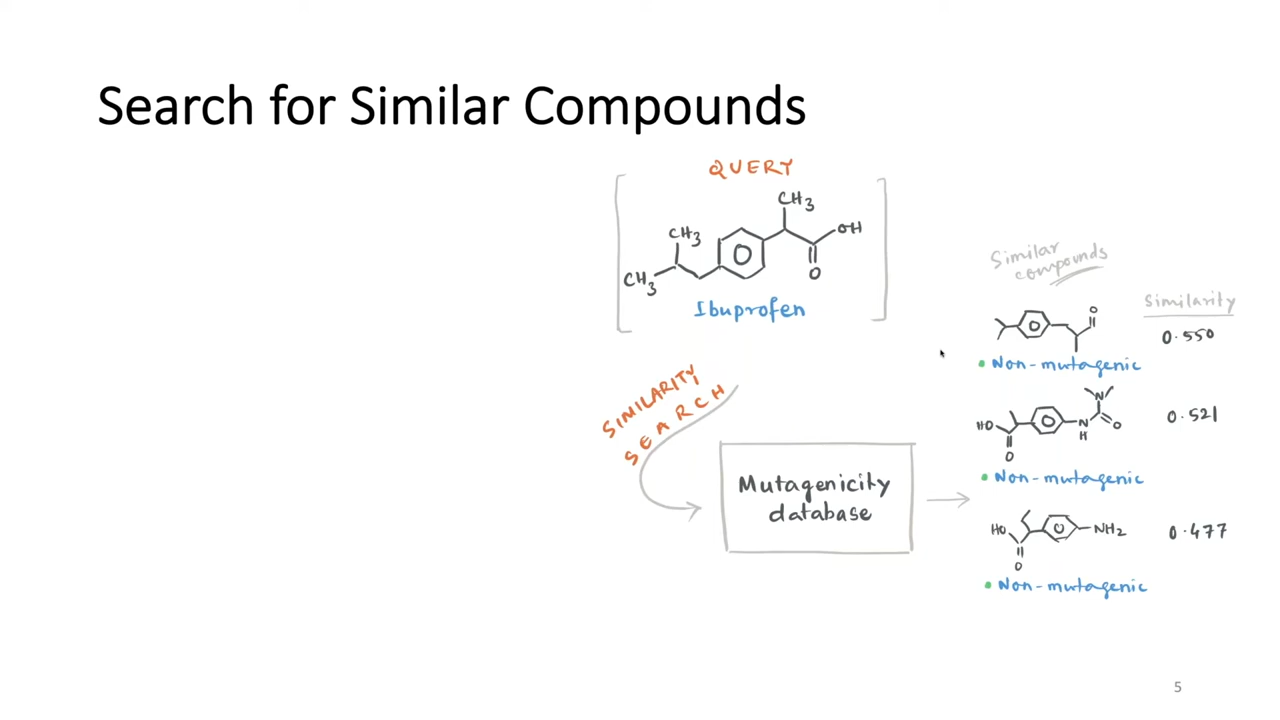 Search for Similar Compounds
QUERY
CH3
CH3
CH3
OH
O
O
Ibuprofen
SIMILARITY
SEARCH
Mutagenicity
database
Similar
compounds
Similarity
O
O
0.550
Non-mutagenic
N
HO
O
N
H
O
O
0.521
Non-mutagenic
HO
O
NH2
O
0.477
Non-mutagenic
5